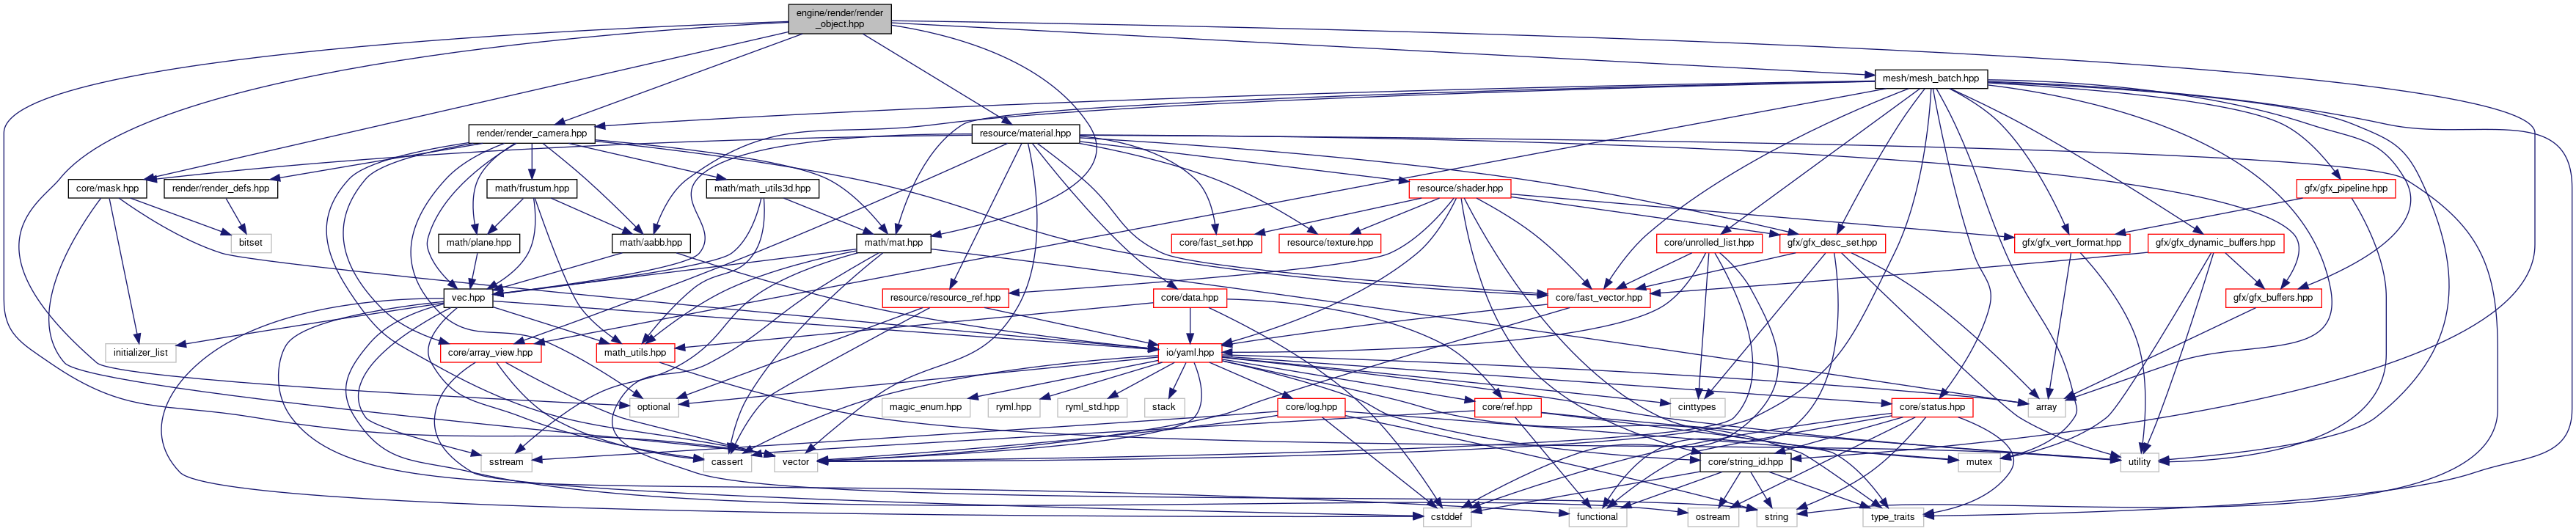 engine/render/render
_object.hpp
mesh/mesh_batch.hpp
render/render_camera.hpp
resource/material.hpp
core/mask.hpp
render/render_defs.hpp
math/frustum.hpp
math/math_utils3d.hpp
resource/shader.hpp
gfx/gfx_pipeline.hpp
bitset
math/plane.hpp
math/aabb.hpp
math/mat.hpp
core/fast_set.hpp
resource/texture.hpp
core/unrolled_list.hpp
gfx/gfx_desc_set.hpp
gfx/gfx_vert_format.hpp
gfx/gfx_dynamic_buffers.hpp
vec.hpp
resource/resource_ref.hpp
core/data.hpp
core/fast_vector.hpp
gfx/gfx_buffers.hpp
initializer_list
core/array_view.hpp
math_utils.hpp
io/yaml.hpp
optional
magic_enum.hpp
ryml.hpp
ryml_std.hpp
stack
core/log.hpp
core/ref.hpp
cinttypes
core/status.hpp
array
sstream
cassert
vector
core/string_id.hpp
mutex
utility
cstddef
functional
ostream
string
type_traits